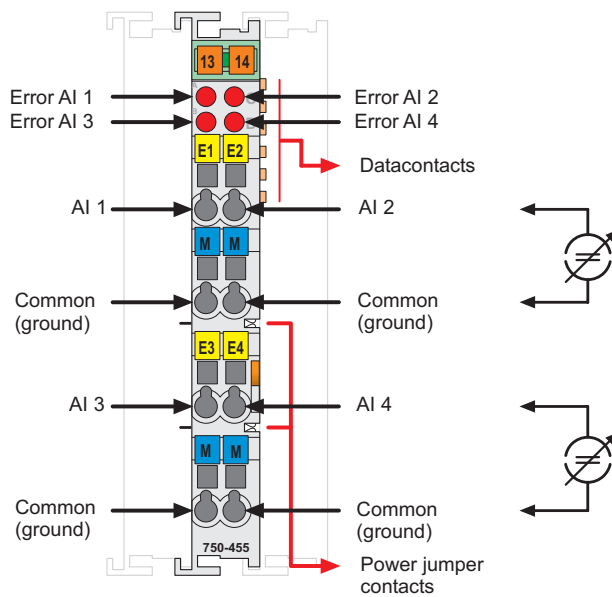 13 14
Error AI 1
Error AI 2
Error AI 3
Error AI 4
E1 E2
Datacontacts
AI 1
AI 2
M M
Common
(ground)
Common
(ground)
E3 E4
AI 3
AI 4
M M
Common
(ground)
Common
(ground)
750-455
Power jumper
contacts